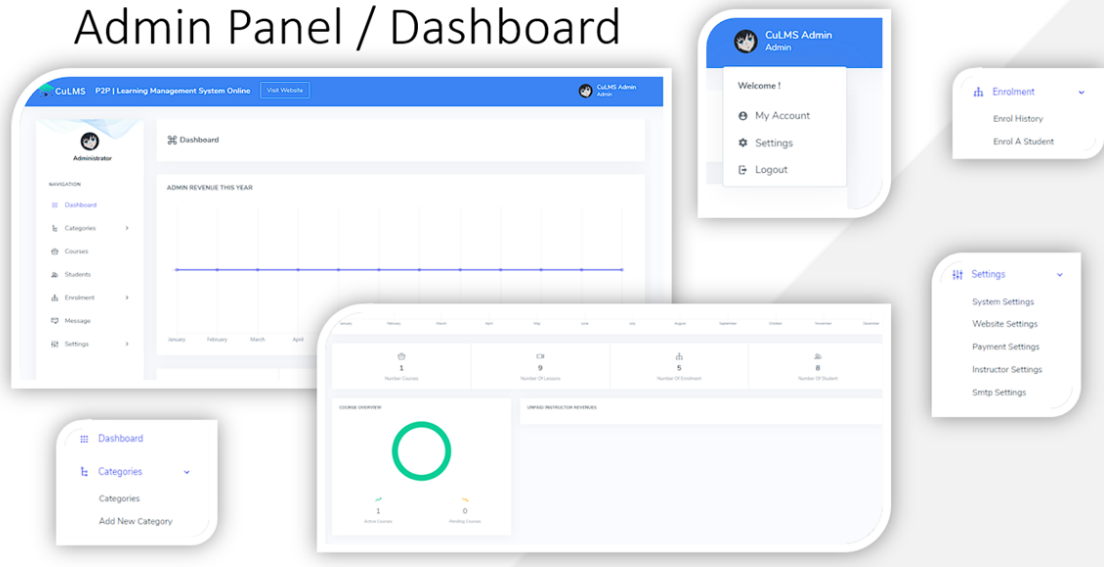 Admin Panel / Dashboard
CuLMS P2P | Learning Management System Online Visit Website CuLMS Admin
Admin
Administrator
NAVIGATION
Dashboard
Categories
Courses
Students
Enrolment
Message
Settings
Dashboard
ADMIN REVENUE THIS YEAR
January February March April
CuLMS Admin
Admin
Welcome !
My Account
Settings
Logout
Enrolment
Enrol History
Enrol A Student
Settings
System Settings
Website Settings
Payment Settings
Instructor Settings
Smtp Settings
January February March April May June July August September October November December
1
Number Courses
9
Number Of Lessons
5
Number Of Enrolment
8
Number Of Student
COURSE OVERVIEW
1
Active Courses
0
Pending Courses
UNPAID INSTRUCTOR REVENUES
Dashboard
Categories
Categories
Add New Category